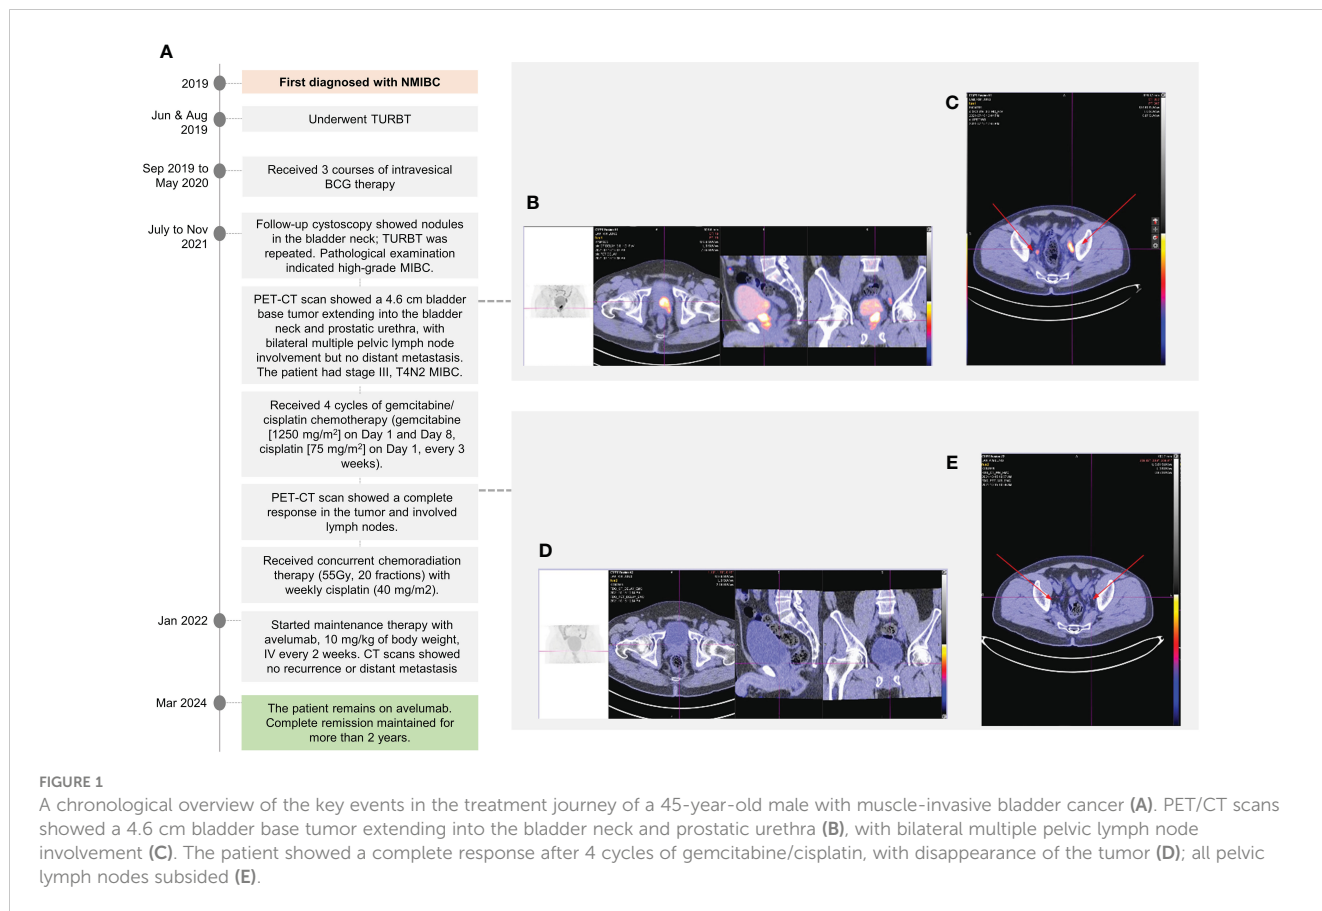 A
2019
First diagnosed with NMIBC
Jun & Aug
2019
Underwent TURBT
Sep 2019 to
May 2020
Received 3 courses of intravesical
BCG therapy
July to Nov
2021
Follow-up cystoscopy showed nodules
in the bladder neck; TURBT was
repeated. Pathological examination
indicated high-grade MIBC.
PET-CT scan showed a 4.6 cm bladder
base tumor extending into the bladder
neck and prostatic urethra, with
bilateral multiple pelvic lymph node
involvement but no distant metastasis.
The patient had stage III, T4N2 MIBC.
Received 4 cycles of gemcitabine/
cisplatin chemotherapy (gemcitabine
[1250 mg/m²] on Day 1 and Day 8,
cisplatin [75 mg/m²] on Day 1, every 3
weeks).
PET-CT scan showed a complete
response in the tumor and involved
lymph nodes.
Received concurrent chemoradiation
therapy (55Gy, 20 fractions) with
weekly cisplatin (40 mg/m2).
Jan 2022
Started maintenance therapy with
avelumab, 10 mg/kg of body weight,
IV every 2 weeks. CT scans showed
no recurrence or distant metastasis
Mar 2024
The patient remains on avelumab.
Complete remission maintained for
more than 2 years.
B
C
D
E
FIGURE 1
A chronological overview of the key events in the treatment journey of a 45-year-old male with muscle-invasive bladder cancer (A). PET/CT scans
showed a 4.6 cm bladder base tumor extending into the bladder neck and prostatic urethra (B), with bilateral multiple pelvic lymph node
involvement (C). The patient showed a complete response after 4 cycles of gemcitabine/cisplatin, with disappearance of the tumor (D); all pelvic
lymph nodes subsided (E).